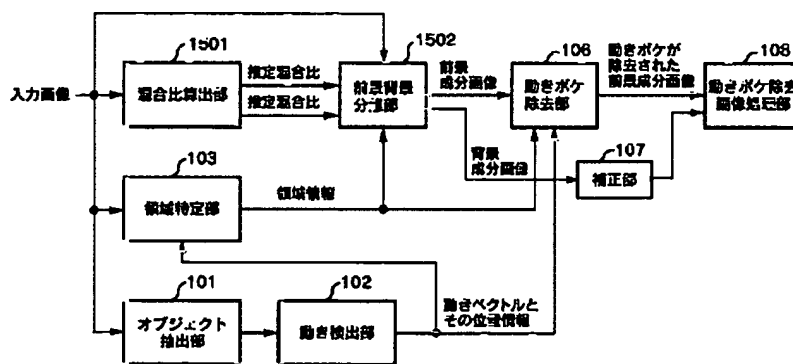 1501
混合比算出部
入力画像
推定混合比
推定混合比
1502
前景背景
分離部
前景
成分画像
106
動きボケ
除去部
動きボケが
除去された
前景成分画像
108
動きボケ除去
画像処理部
背景
成分画像
107
補正部
103
領域特定部
領域情報
101
オブジェクト
抽出部
102
動き検出部
動きベクトルと
その位置情報